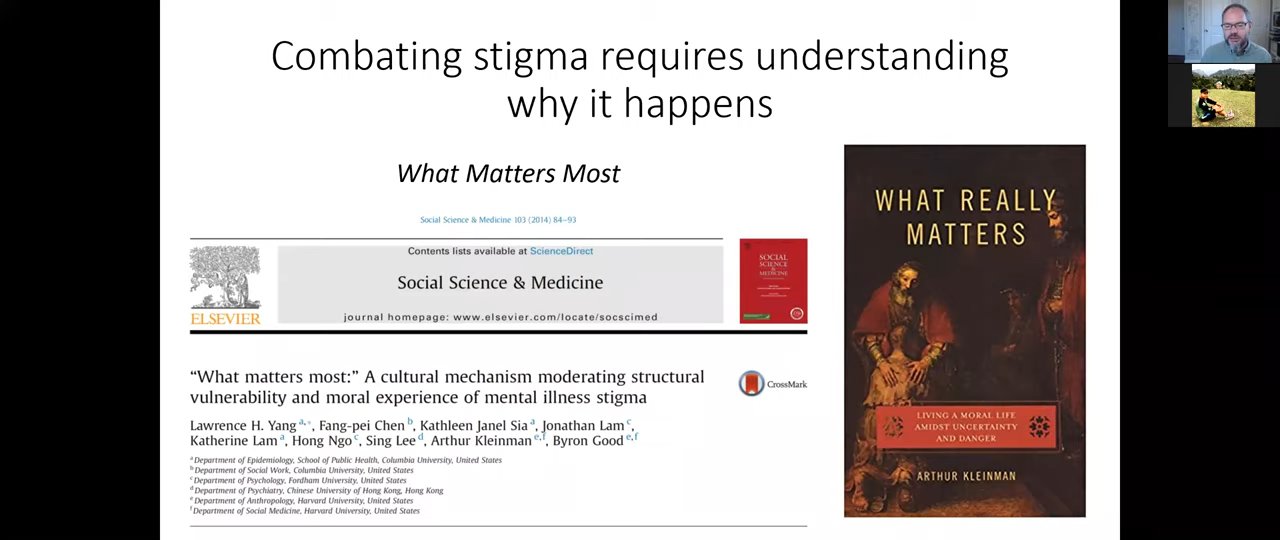 Combating stigma requires understanding
why it happens
What Matters Most
Social Science & Medicine 103 (2014) 84–93
Contents lists available at ScienceDirect
Social Science & Medicine
journal homepage: www.elsevier.com/locate/socscimed
ELSEVIER
SOCIAL
SCIENCE
&
MEDICINE
“What matters most:” A cultural mechanism moderating structural
vulnerability and moral experience of mental illness stigma
CrossMark
Lawrence H. Yang a,*, Fang-pei Chen b, Kathleen Janel Sia a, Jonathan Lam c,
Katherine Lam a, Hong Ngo c, Sing Lee d, Arthur Kleinman e,f, Byron Good e,f
a Department of Epidemiology, School of Public Health, Columbia University, United States
b Department of Social Work, Columbia University, United States
c Department of Psychology, Fordham University, United States
d Department of Psychiatry, Chinese University of Hong Kong, Hong Kong
e Department of Anthropology, Harvard University, United States
f Department of Social Medicine, Harvard University, United States
WHAT REALLY
MATTERS
LIVING A MORAL LIFE
AMIDST UNCERTAINTY
AND DANGER
ARTHUR KLEINMAN